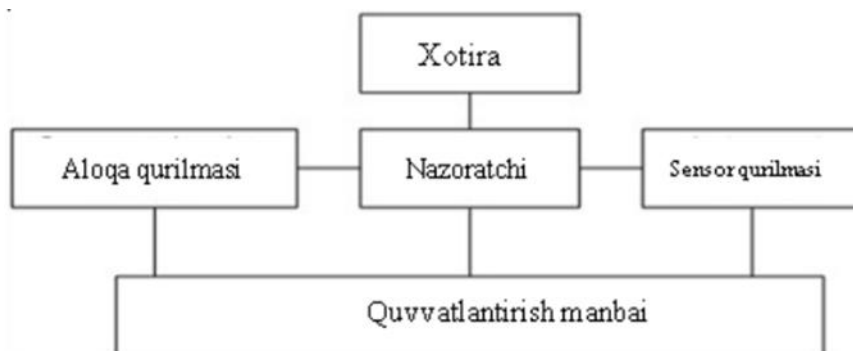 Xotira
Aloqa qurilmasi
Nazoratchi
Sensor qurilmasi
Quvvatlantirish manbai